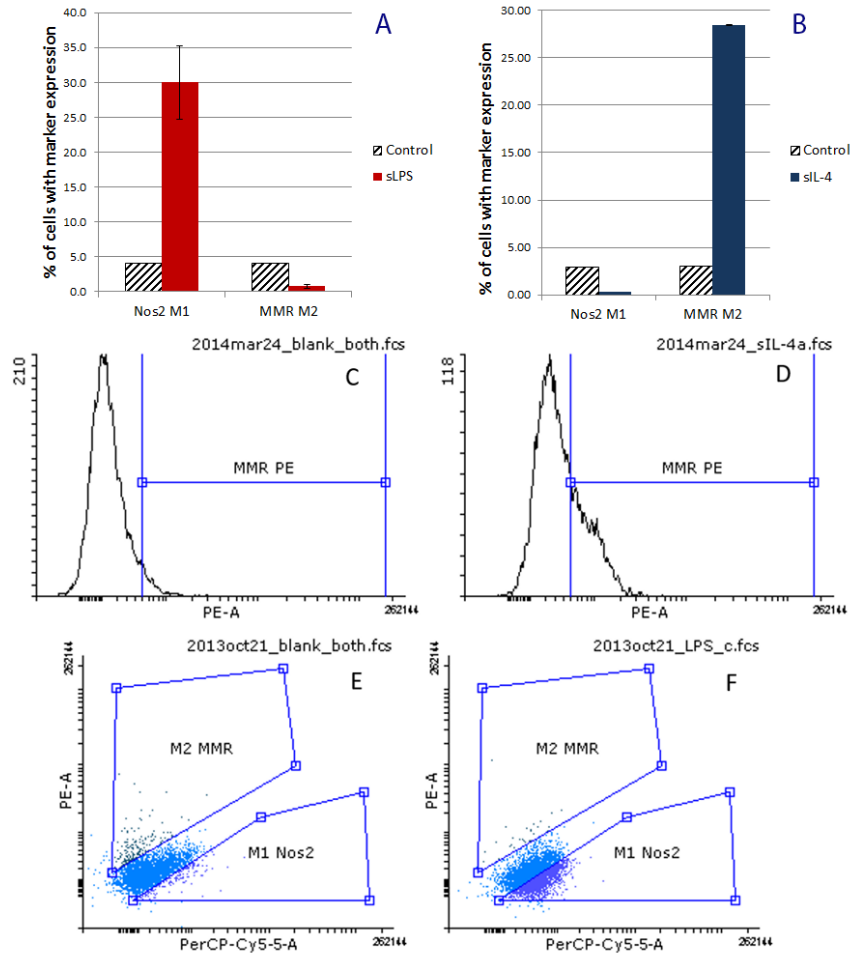 A
% of cells with marker expression
40.0
35.0
30.0
25.0
20.0
15.0
10.0
5.0
0.0
Nos2 M1
MMR M2
Control
sLPS
B
% of cells with marker expression
30.00
25.00
20.00
15.00
10.00
5.00
0.00
Nos2 M1
MMR M2
Control
sIL-4
2014mar24_blank_both.fcs
C
210
MMR PE
PE-A
262144
2014mar24_sIL-4a.fcs
D
118
MMR PE
PE-A
262144
2013oct21_blank_both.fcs
E
262144
PE-A
M2 MMR
M1 Nos2
PerCP-Cy5-5-A
262144
2013oct21_LPS_c.fcs
F
262144
PE-A
M2 MMR
M1 Nos2
PerCP-Cy5-5-A
262144